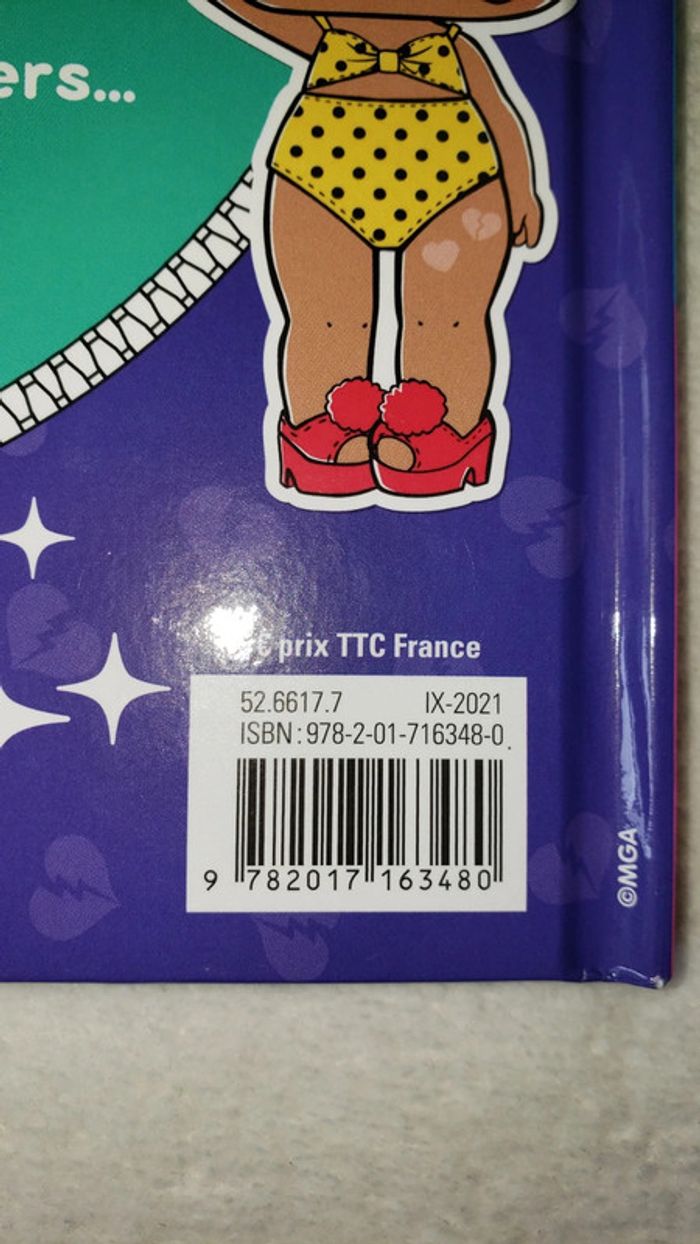 ers...
€ prix TTC France
52.6617.7 IX-2021
ISBN : 978-2-01-716348-0
9 782017 163480
©MGA